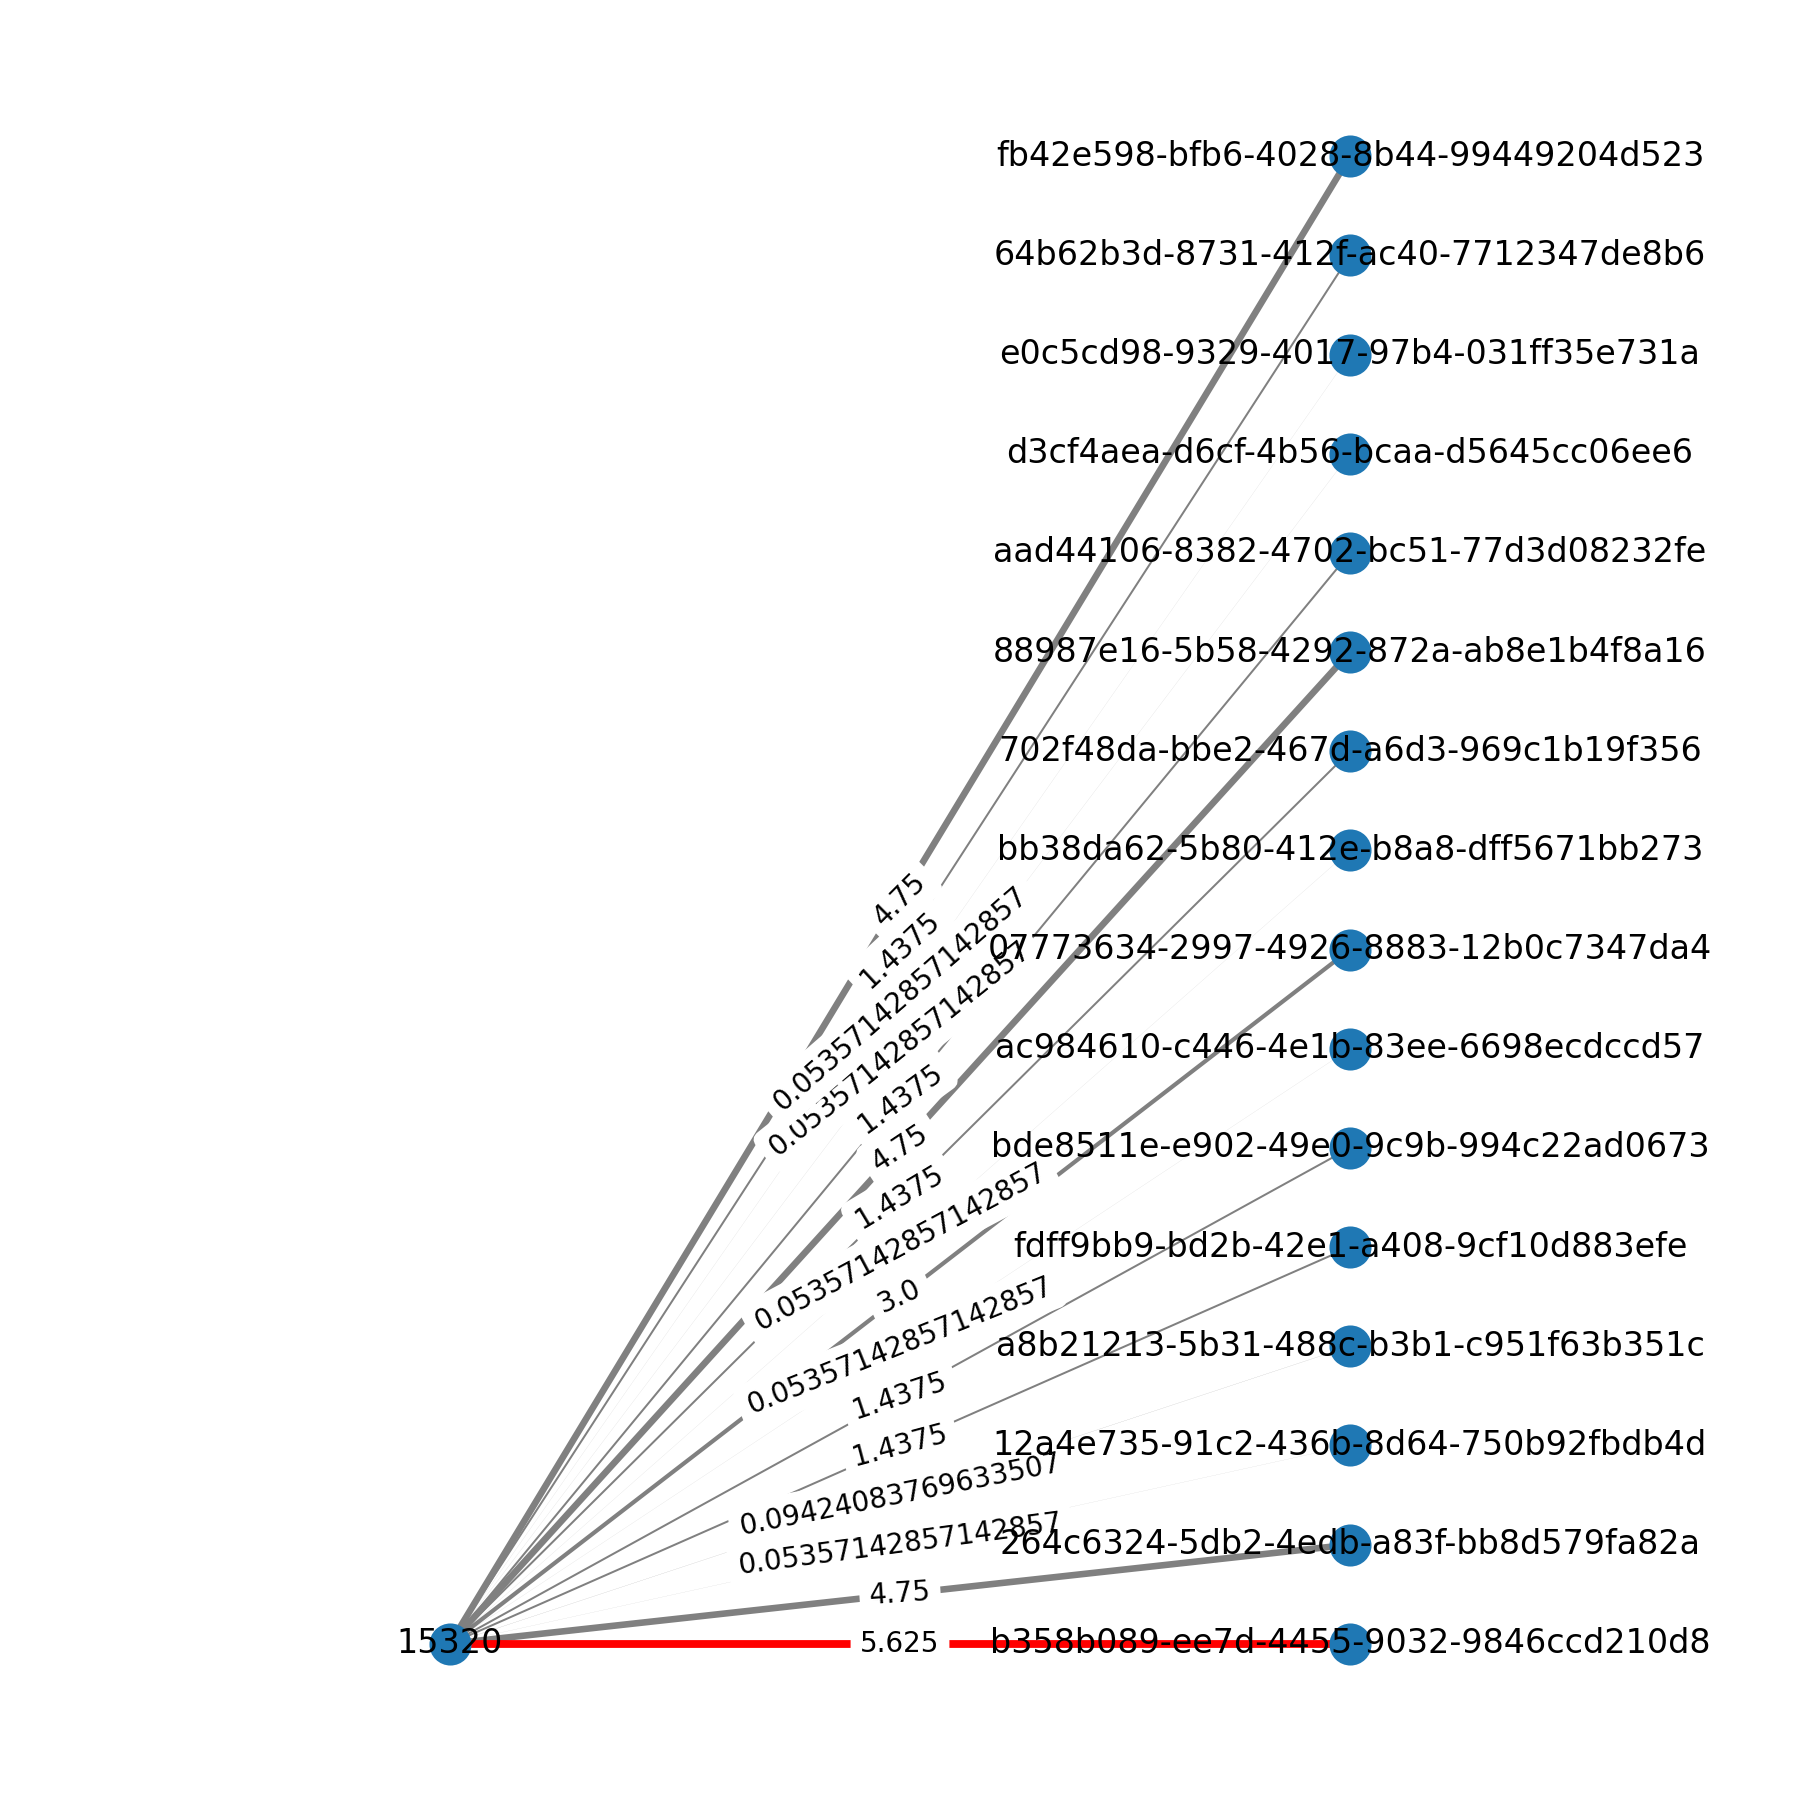 fb42e598-bfb6-4028-8b44-99449204d523
64b62b3d-8731-412f-ac40-7712347de8b6
e0c5cd98-9329-4017-97b4-031ff35e731a
d3cf4aea-d6cf-4b56-bcaa-d5645cc06ee6
aad44106-8382-4702-bc51-77d3d08232fe
88987e16-5b58-4292-872a-ab8e1b4f8a16
702f48da-bbe2-467d-a6d3-969c1b19f356
bb38da62-5b80-412e-b8a8-dff5671bb273
4.75
1.4375
0.05357142857142857
07773634-2997-4926-8883-12b0c7347da4
0.05357142857142857
ac984610-c446-4e1b-83ee-6698ecdccd57
1.4375
4.75
bde8511e-e902-49e0-9c9b-994c22ad0673
1.4375
0.05357142857142857
fdff9bb9-bd2b-42e1-a408-9cf10d883efe
3.0
0.05357142857142857
a8b21213-5b31-488c-b3b1-c951f63b351c
1.4375
1.4375
12a4e735-91c2-436b-8d64-750b92fbdb4d
0.09424083769633507
0.05357142857142857
264c6324-5db2-4edb-a83f-bb8d579fa82a
4.75
15320
5.625
b358b089-ee7d-4455-9032-9846ccd210d8